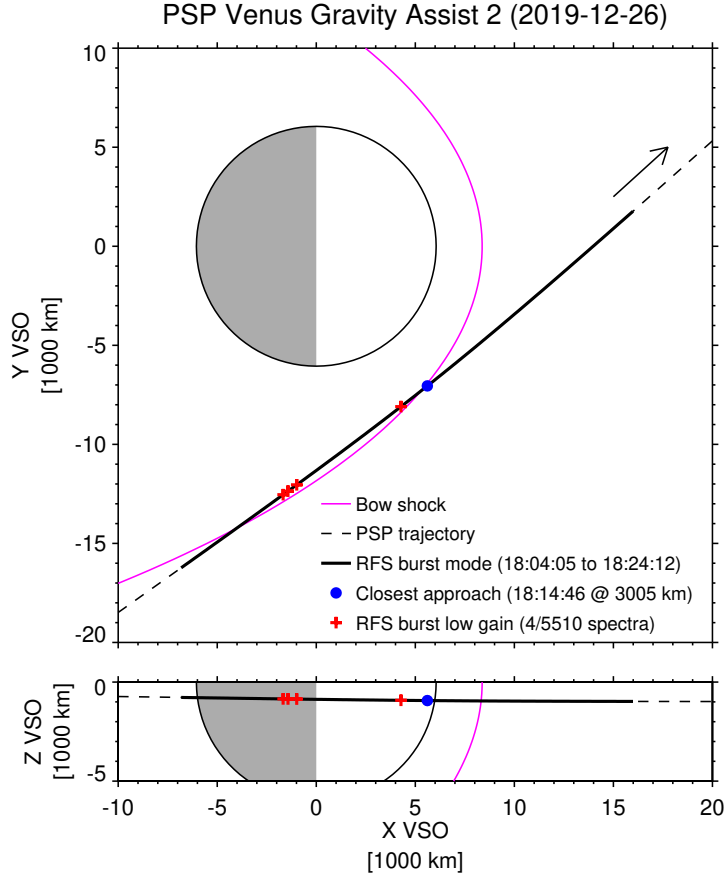 PSP Venus Gravity Assist 2 (2019-12-26)
10
5
0
-5
-10
-15
-20
Y VSO
[1000 km]
Bow shock
PSP trajectory
RFS burst mode (18:04:05 to 18:24:12)
Closest approach (18:14:46 @ 3005 km)
RFS burst low gain (4/5510 spectra)
0
-5
Z VSO
[1000 km]
-10
-5
0
5
10
15
20
X VSO
[1000 km]